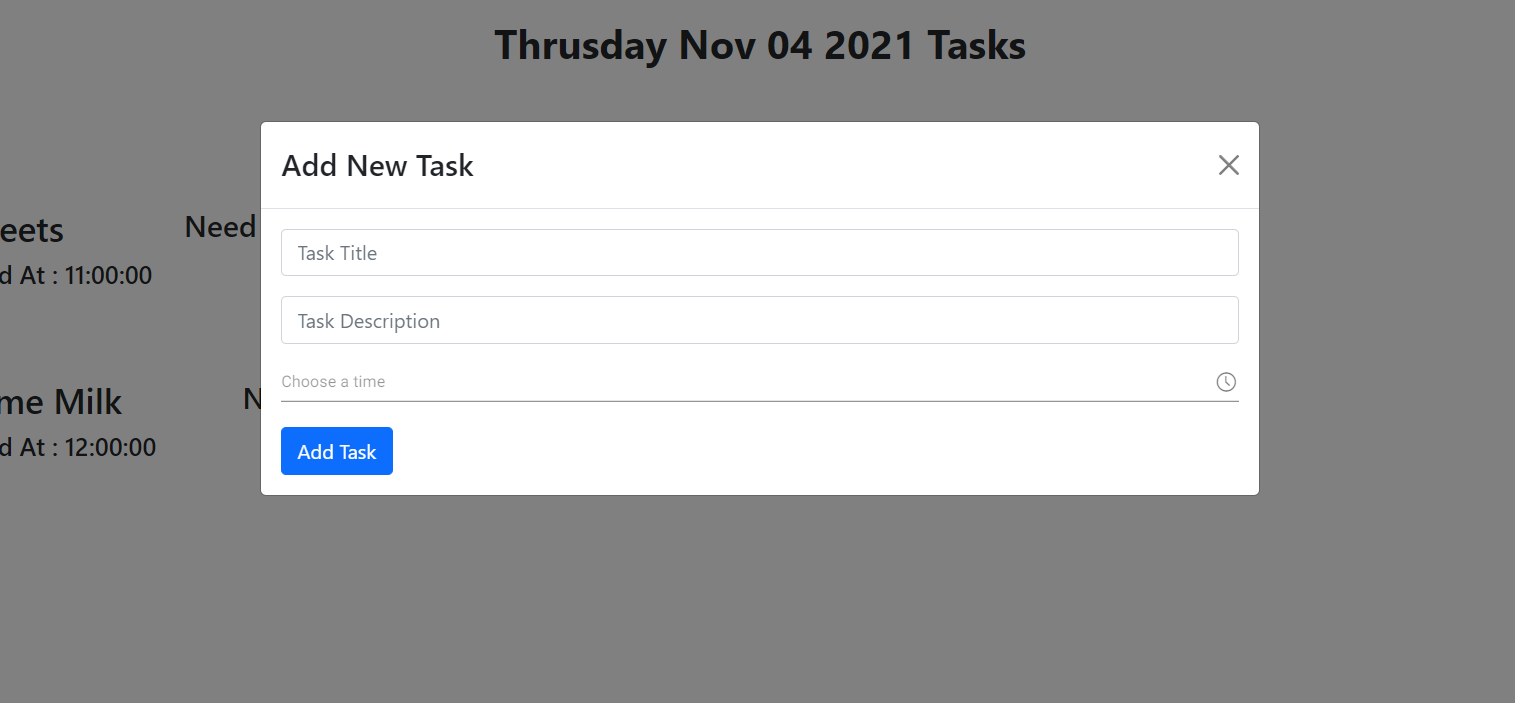 Thrusday Nov 04 2021 Tasks
Add New Task
eets
Need
Task Title
d At : 11:00:00
Task Description
Choose a time
me Milk
N
d At : 12:00:00
Add Task